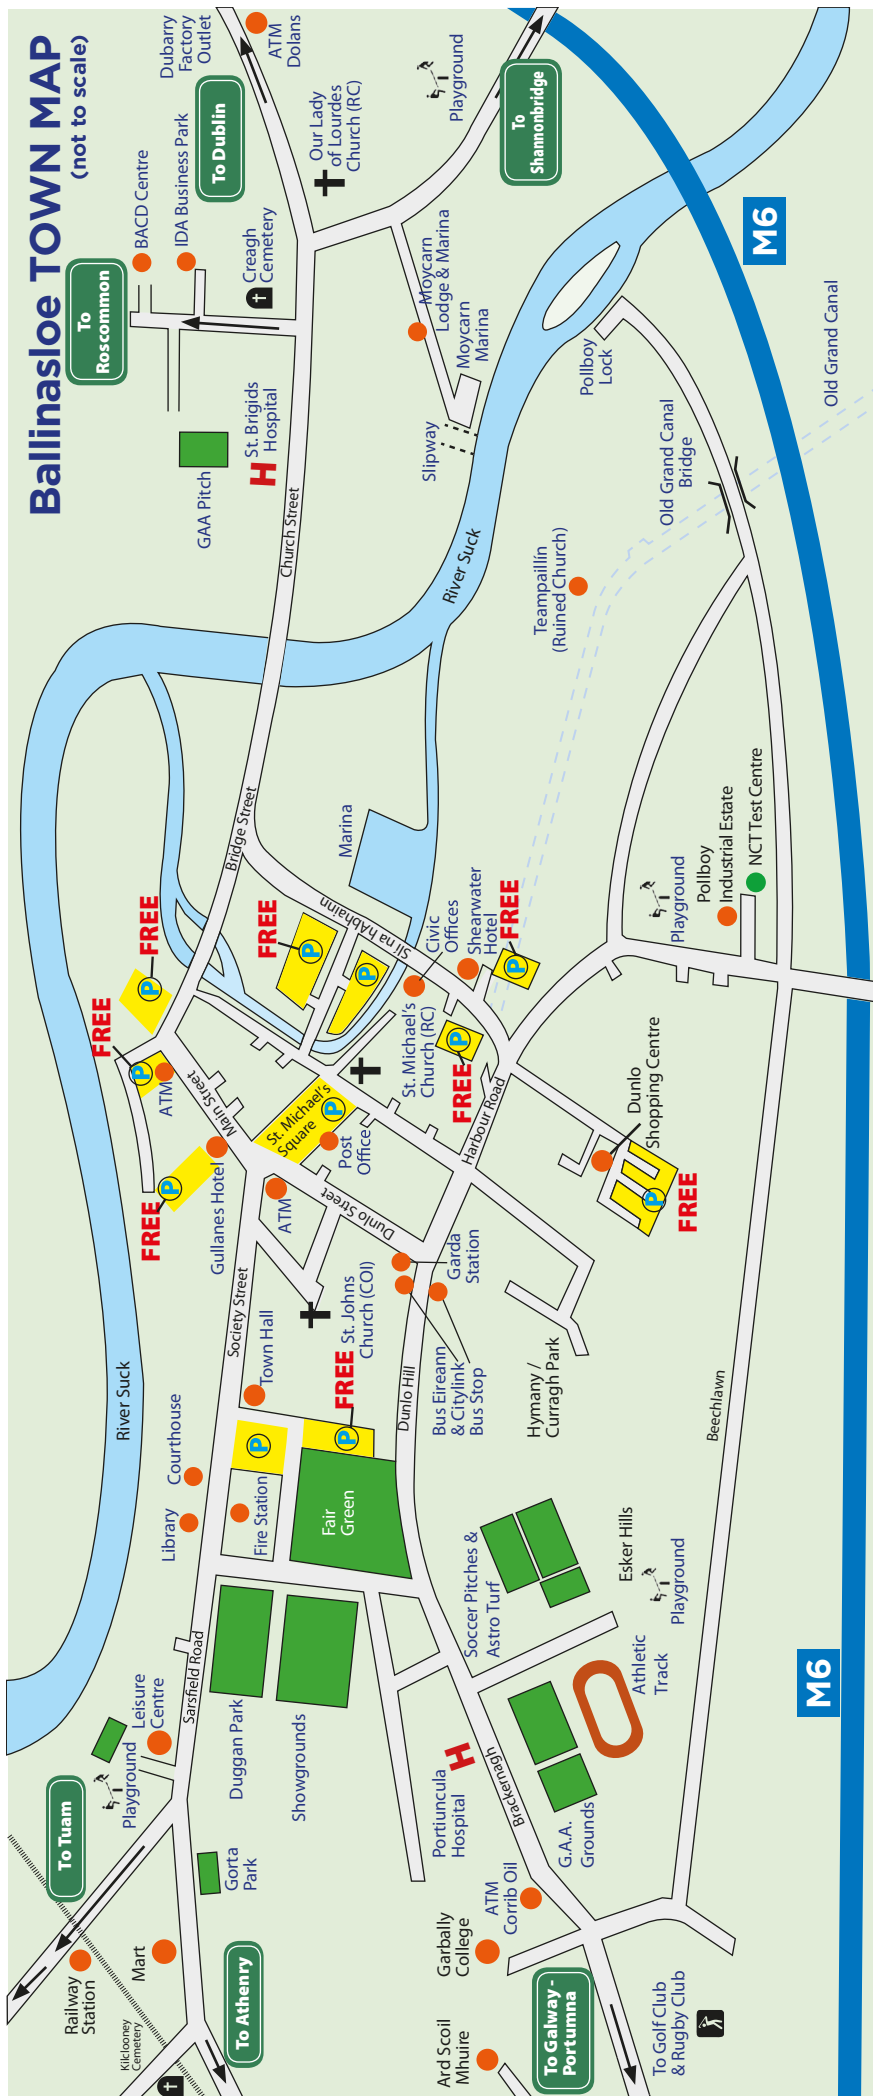 Ballinasloe TOWN MAP
(not to scale)
Dubarry
Factory
Outlet
ATM
Dolans
BACD Centre
IDA Business Park
To Dublin
Our Lady
of Lourdes
Church (RC)
Playground
To
Shannonbridge
To
Roscommon
Creagh
Cemetery
Moycarn
Lodge & Marina
Moycarn
Marina
M6
Pollboy
Lock
Old Grand Canal
GAA Pitch
St. Brigids
Hospital
Slipway
Old Grand Canal
Bridge
Church Street
River Suck
Teampaillín
(Ruined Church)
Bridge Street
Marina
Slí na hAbhainn
Civic
Offices
Shearwater
Hotel
FREE
P
FREE
P
FREE
P
P
Playground
Pollboy
Industrial Estate
NCT Test Centre
FREE
P
ATM
Main Street
St. Michael's
Square
P
Post
Office
St. Michael's
Church (RC)
FREE
P
Harbour Road
Dunlo
Shopping Centre
P
FREE
FREE
P
Gullanes Hotel
ATM
Dunlo Street
Garda
Station
Society Street
Town Hall
St. Johns
Church (COI)
FREE
P
P
Dunlo Hill
Bus Eireann
& Citylink
Bus Stop
Hymany /
Curragh Park
Beechlawn
River Suck
Courthouse
Library
Fire Station
Fair
Green
Soccer Pitches &
Astro Turf
Esker Hills
Playground
Sarsfield Road
Leisure
Centre
Playground
Duggan Park
Showgrounds
Athletic
Track
M6
H
H
Portiuncula
Hospital
Brackernagh
G.A.A.
Grounds
To Tuam
Gorta
Park
ATM
Corrib Oil
Garbally
College
Railway
Station
Mart
Kilclooney
Cemetery
To Athenry
Ard Scoil
Mhuire
To Galway -
Portumna
To Golf Club
& Rugby Club